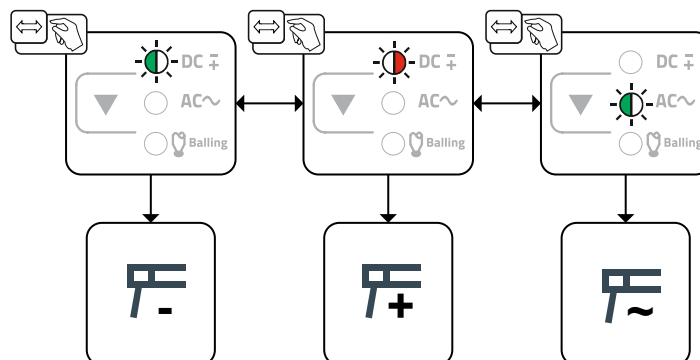 DC ∓
AC~
Balling
DC ∓
AC~
Balling
DC ∓
AC~
Balling
-
+
~